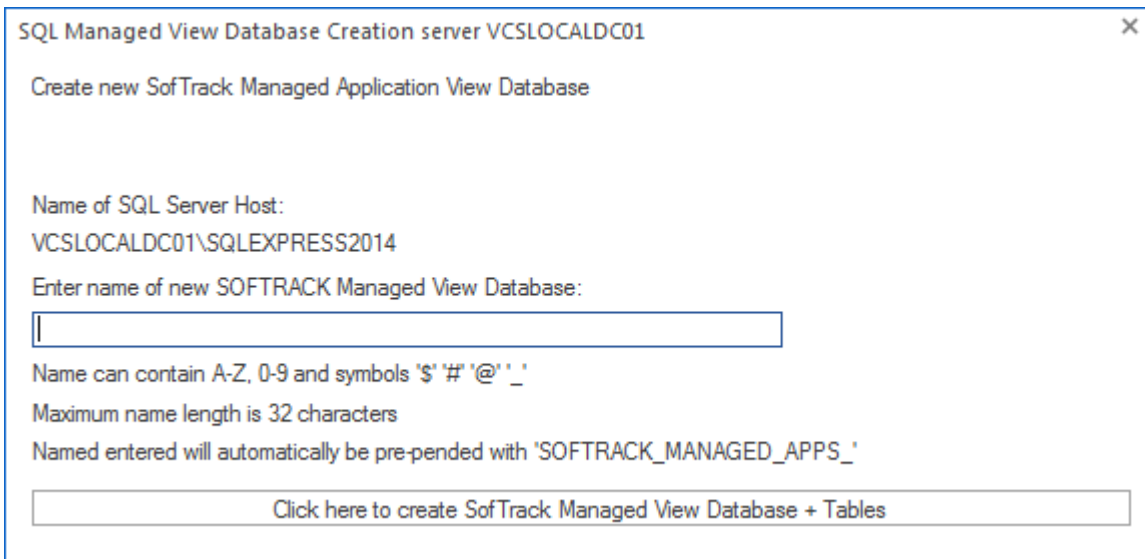 SQL Managed View Database Creation server VCSLOCALDC01
Create new SofTrack Managed Application View Database
Name of SQL Server Host:
VCSLOCALDC01\SQLEXPRESS2014
Enter name of new SOFTRACK Managed View Database:
Name can contain A-Z, 0-9 and symbols '$' '#' '@' '_'
Maximum name length is 32 characters
Named entered will automatically be pre-pended with 'SOFTRACK_MANAGED_APPS_'
Click here to create SofTrack Managed View Database + Tables